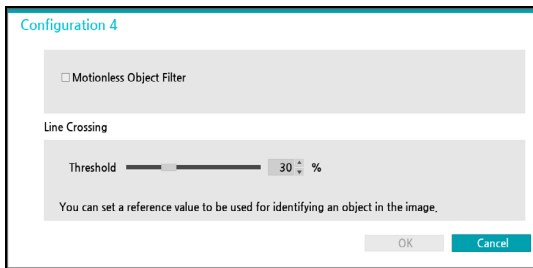 Configuration 4
Motionless Object Filter
Line Crossing
Threshold 30 %
You can set a reference value to be used for identifying an object in the image.
OK Cancel